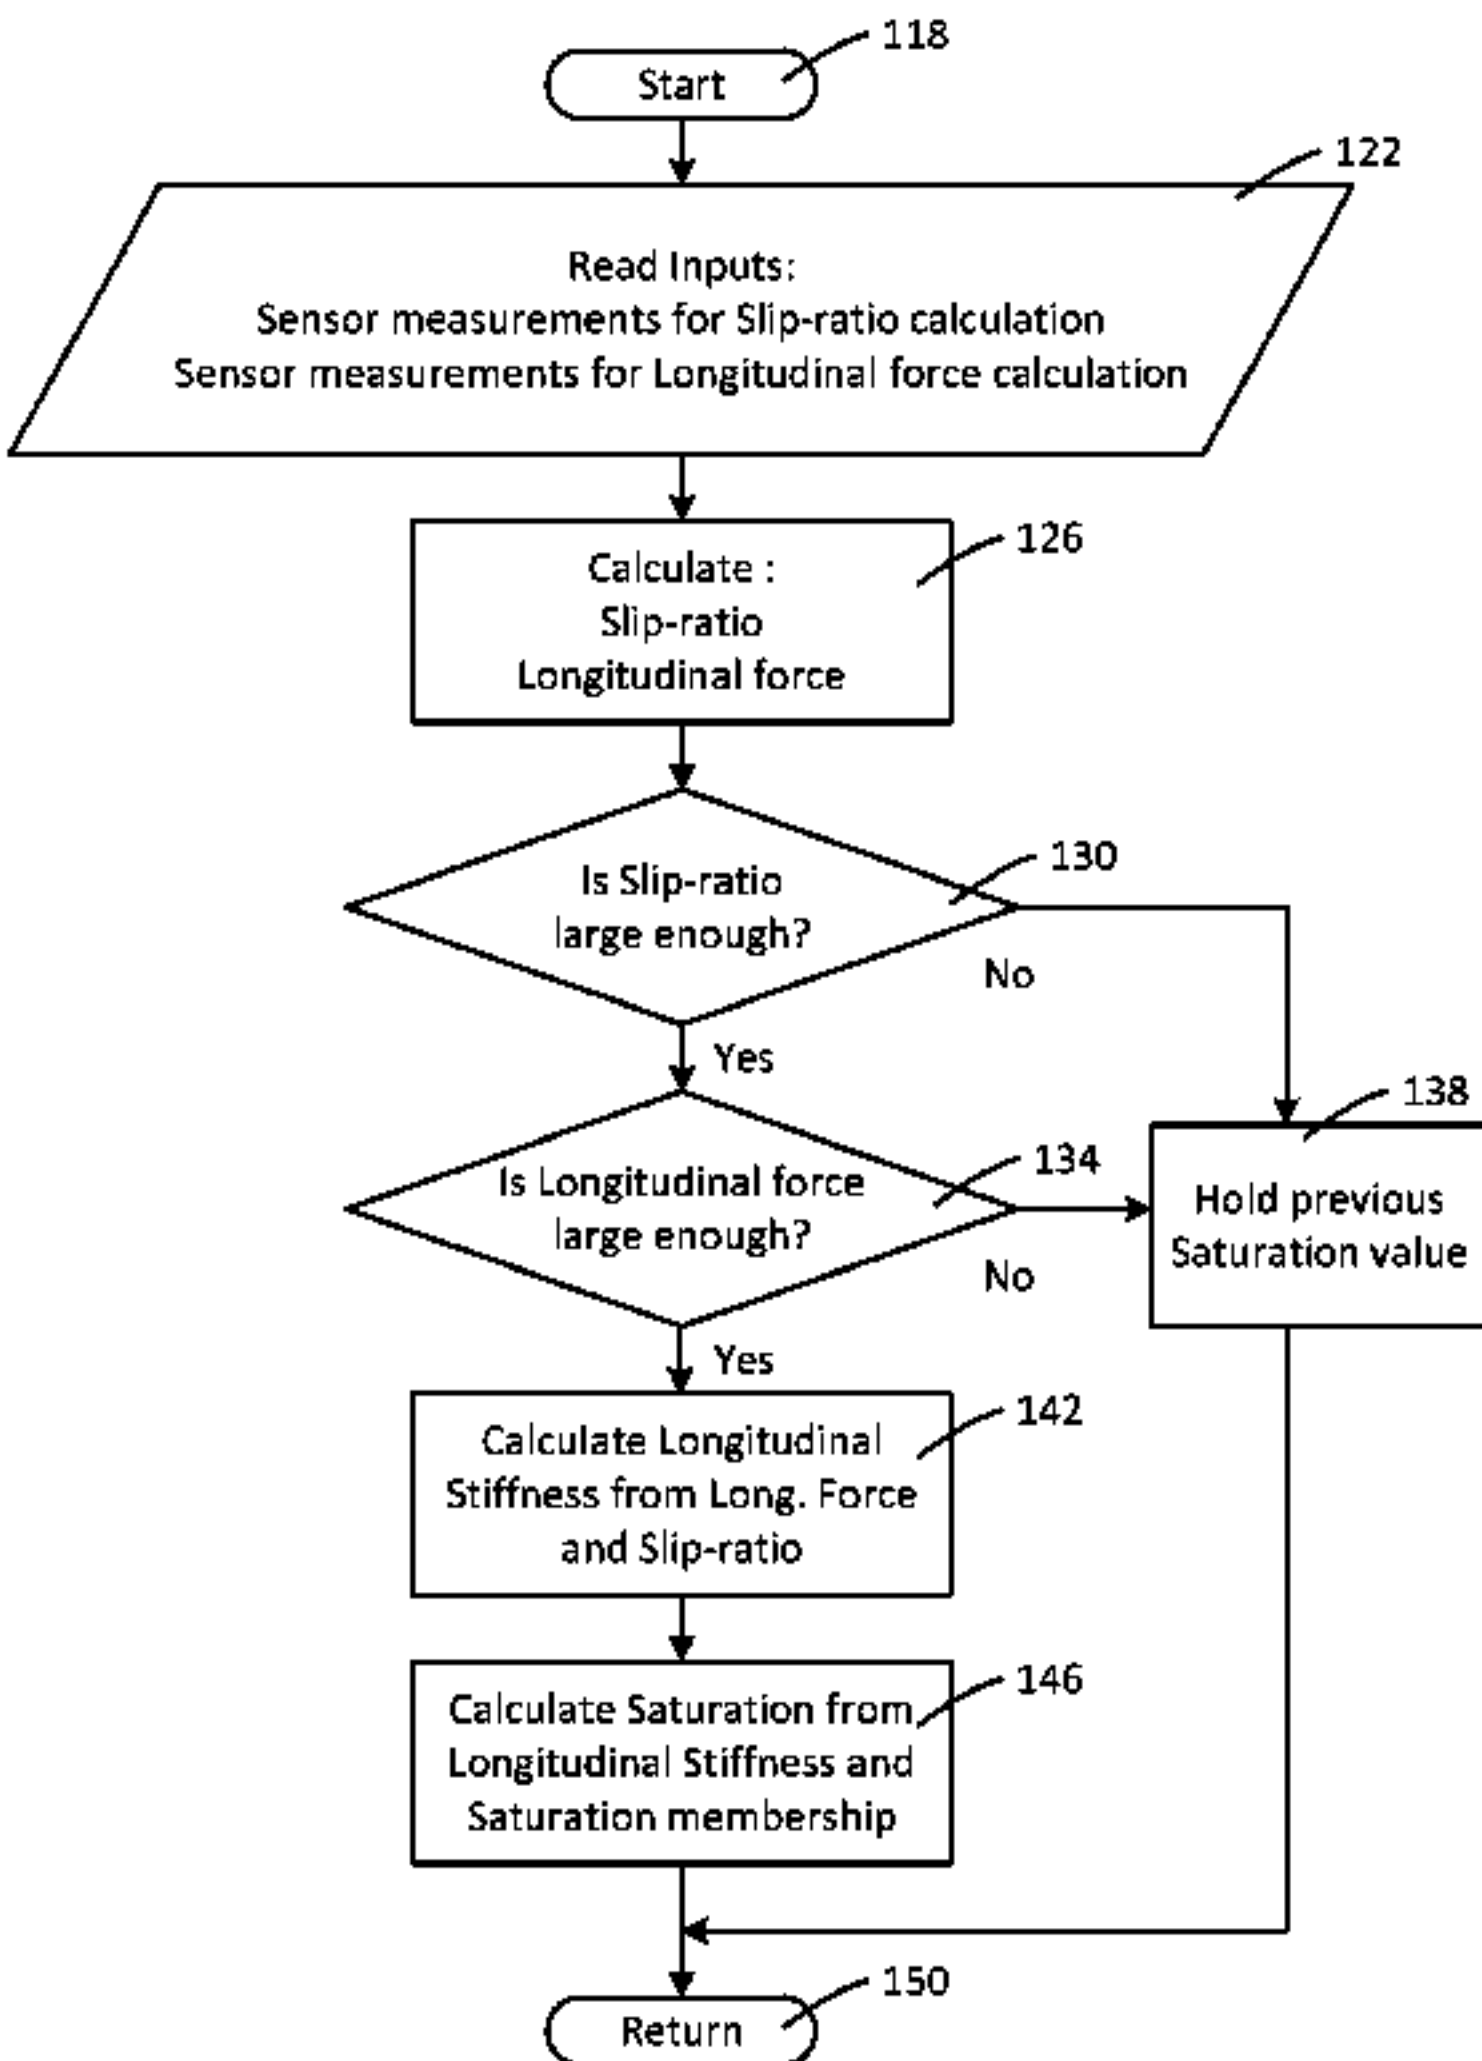 118
Start
122
Read Inputs:
Sensor measurements for Slip-ratio calculation
Sensor measurements for Longitudinal force calculation
126
Calculate :
Slip-ratio
Longitudinal force
130
Is Slip-ratio
large enough?
No
Yes
138
134
Is Longitudinal force
large enough?
Hold previous
Saturation value
No
Yes
142
Calculate Longitudinal
Stiffness from Long. Force
and Slip-ratio
146
Calculate Saturation from
Longitudinal Stiffness and
Saturation membership
150
Return